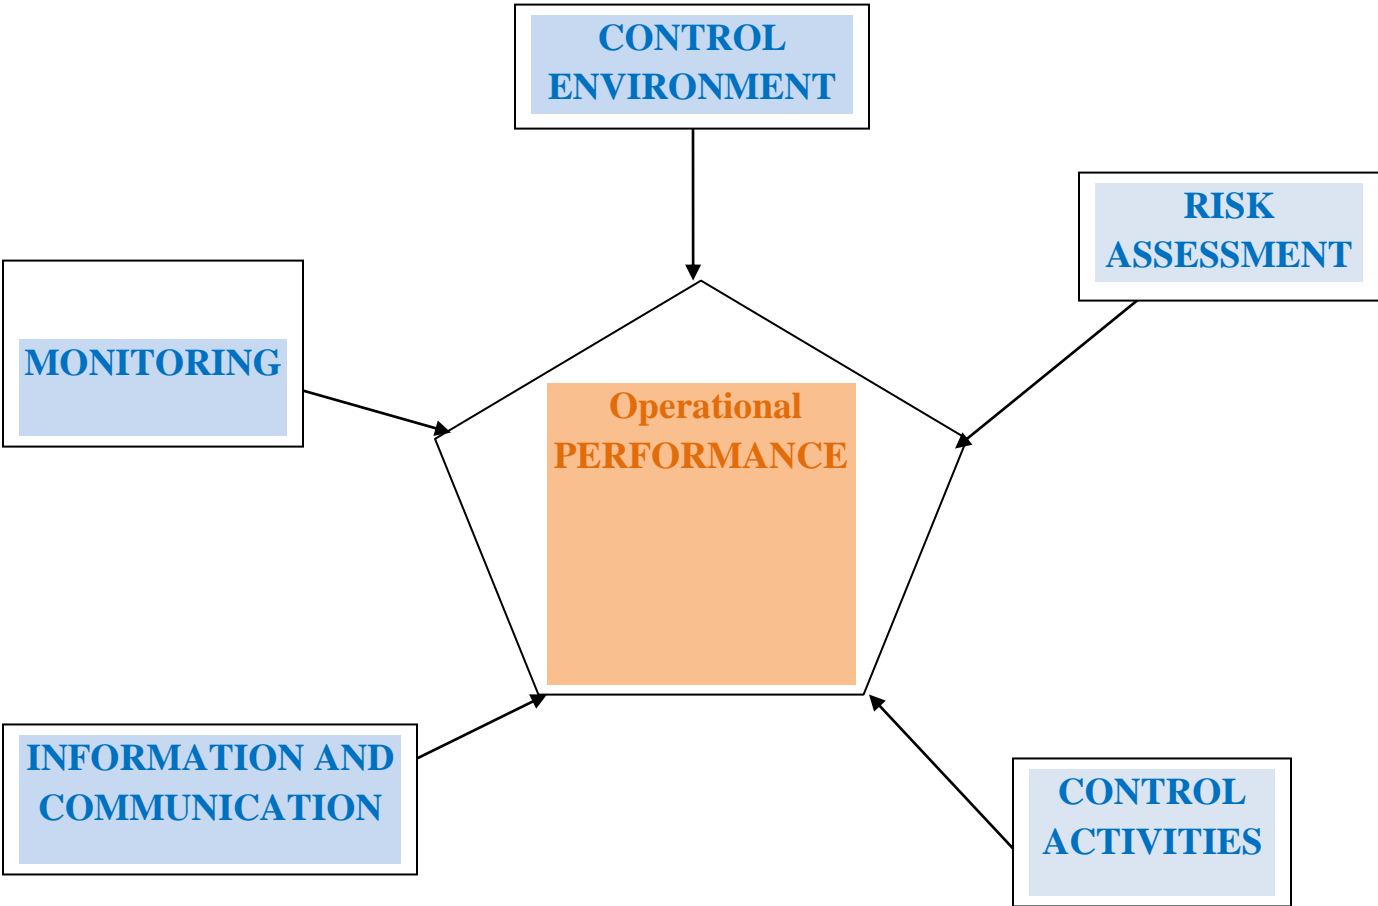 CONTROL
ENVIRONMENT
RISK
ASSESSMENT
MONITORING
Operational
PERFORMANCE
INFORMATION AND
COMMUNICATION
CONTROL
ACTIVITIES